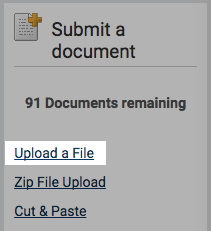 Submit a
document
91 Documents remaining
Upload a File
Zip File Upload
Cut & Paste